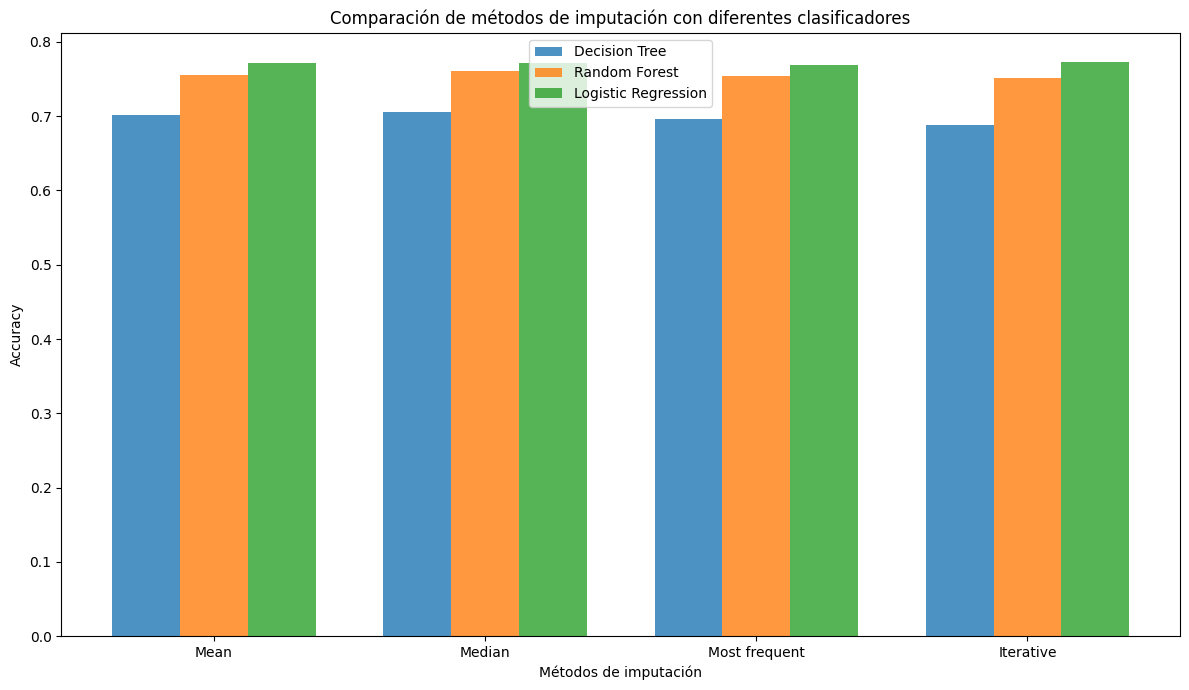 Comparación de métodos de imputación con diferentes clasificadores
Decision Tree
Random Forest
Logistic Regression
Accuracy
0.8
0.7
0.6
0.5
0.4
0.3
0.2
0.1
0.0
Mean
Median
Most frequent
Iterative
Métodos de imputación